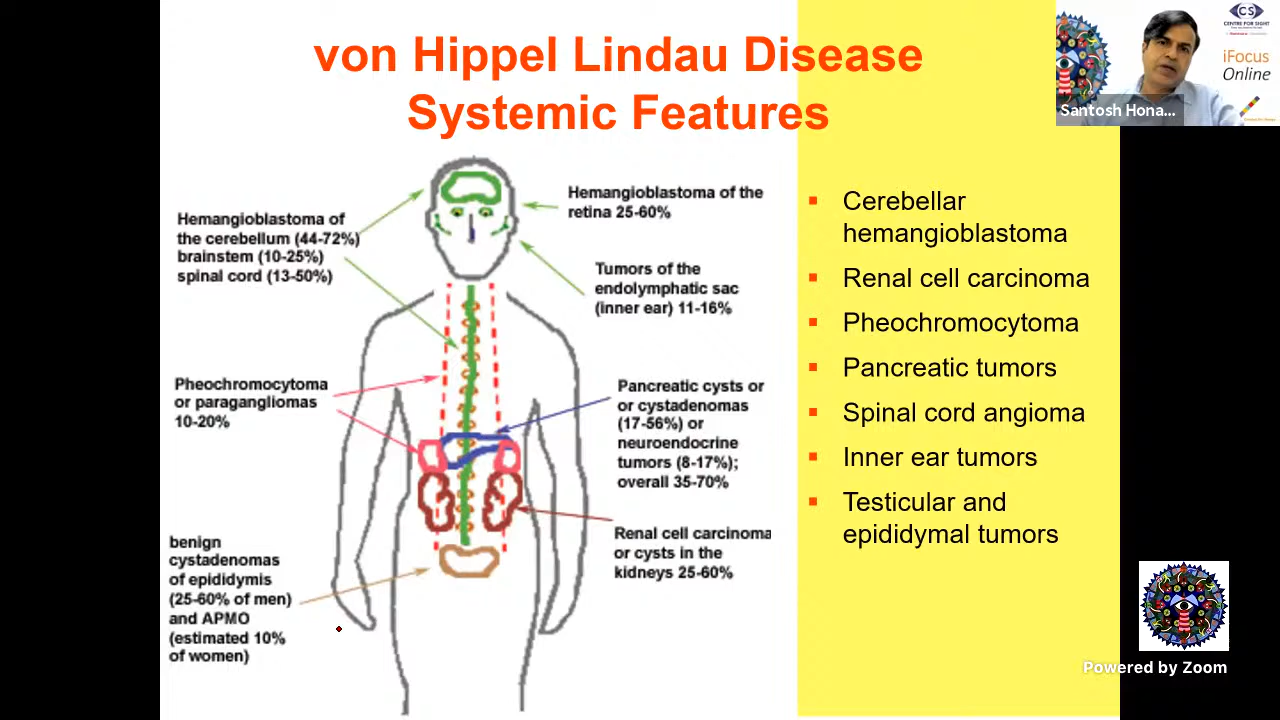 von Hippel Lindau Disease
Systemic Features
Hemangioblastoma of
the cerebellum (44-72%)
brainstem (10-25%)
spinal cord (13-50%)
Hemangioblastoma of the
retina 25-60%
Tumors of the
endolymphatic sac
(inner ear) 11-16%
Pheochromocytoma
or paragangliomas
10-20%
Pancreatic cysts or
or cystadenomas
(17-56%) or
neuroendocrine
tumors (8-17%);
overall 35-70%
Renal cell carcinoma
or cysts in the
kidneys 25-60%
benign
cystadenomas
of epididymis
(25-60% of men)
and APMO
(estimated 10%
of women)
Cerebellar
hemangioblastoma
Renal cell carcinoma
Pheochromocytoma
Pancreatic tumors
Spinal cord angioma
Inner ear tumors
Testicular and
epididymal tumors
CS
CENTRE FOR SIGHT
iFocus
Online
Santosh Hona...
Powered by Zoom